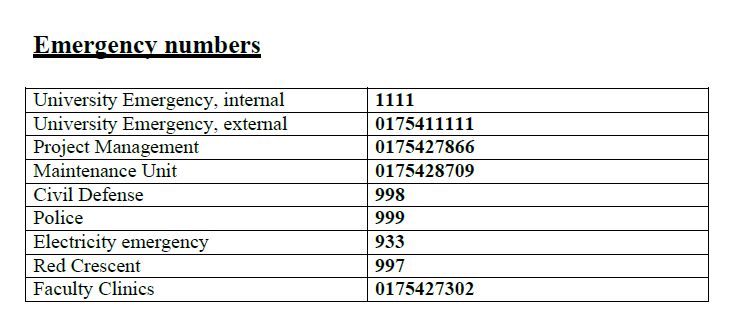 Emergency numbers
University Emergency, internal 1111
University Emergency, external 0175411111
Project Management 0175427866
Maintenance Unit 0175428709
Civil Defense 998
Police 999
Electricity emergency 933
Red Crescent 997
Faculty Clinics 0175427302